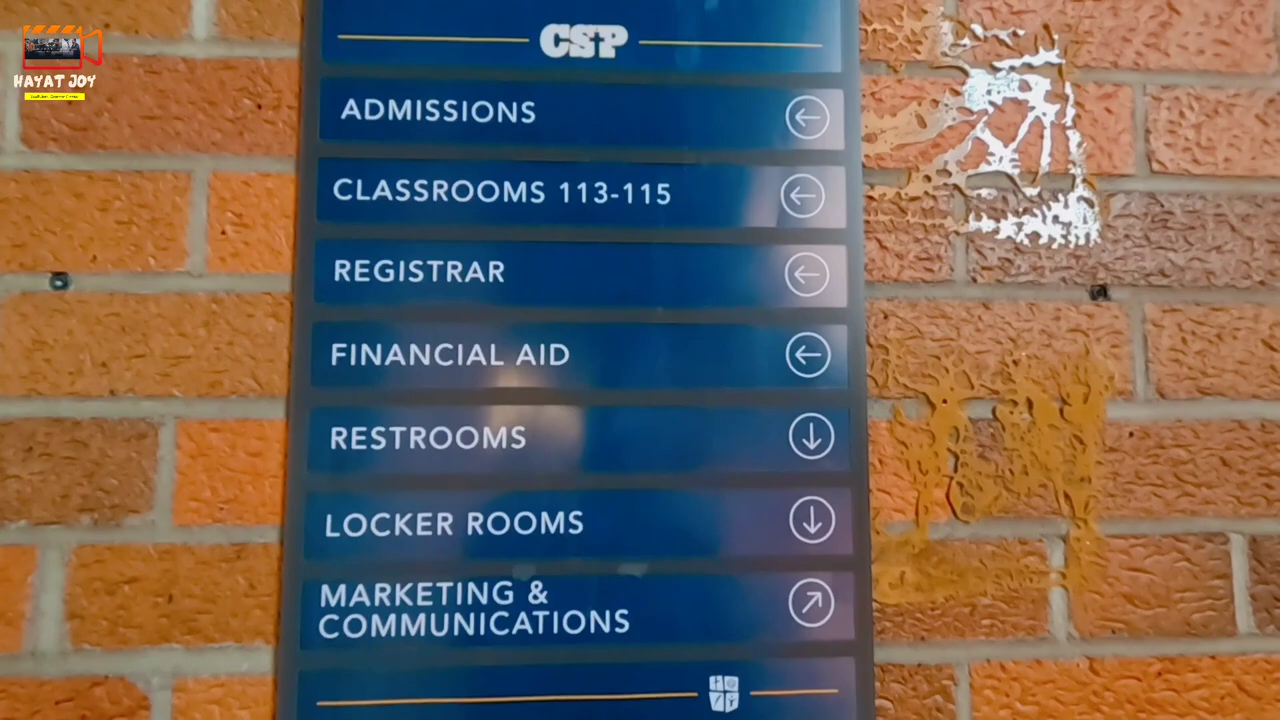 HAYAT JOY
CSP
ADMISSIONS
CLASSROOMS 113-115
REGISTRAR
FINANCIAL AID
RESTROOMS
LOCKER ROOMS
MARKETING &
COMMUNICATIONS